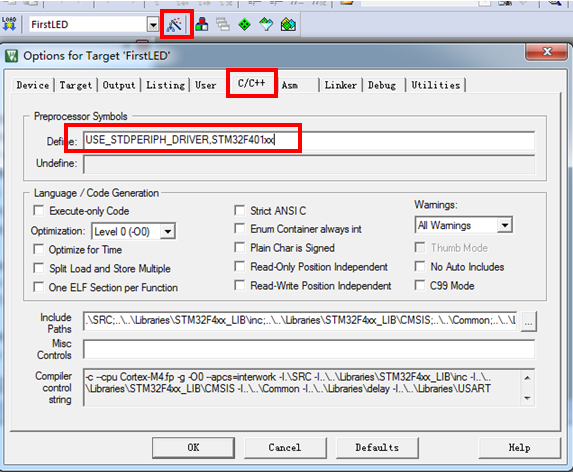 LOAD
FirstLED
Options for Target 'FirstLED'
Device Target Output Listing User C/C++ Asm Linker Debug Utilities
Preprocessor Symbols
Define: USE_STDPERIPH_DRIVER,STM32F401xx
Undefine:
Language / Code Generation
Execute-only Code
Strict ANSI C
Warnings:
Optimization: Level 0 (-O0)
Enum Container always int
All Warnings
Optimize for Time
Plain Char is Signed
Thumb Mode
Split Load and Store Multiple
Read-Only Position Independent
No Auto Includes
One ELF Section per Function
Read-Write Position Independent
C99 Mode
Include Paths
.\SRC;..\..\Libraries\STM32F4xx_LIB\inc;..\..\Libraries\STM32F4xx_LIB\CMSIS;..\..\Common;..\..\L
...
Misc Controls
Compiler control string
-c --cpu Cortex-M4.fp -g -O0 --apcs=interwork -I.\SRC -I..\..\Libraries\STM32F4xx_LIB\inc -I..\..
\Libraries\STM32F4xx_LIB\CMSIS -I..\..\Common -I..\..\Libraries\delay -I..\..\Libraries\USART
OK Cancel Defaults Help